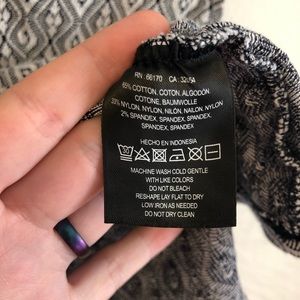 RN : 66170 CA : 3254
65% COTTON, COTON, ALGODÓN
COTONE, BAUMWOLLE
33% NYLON, NYLON, NILÓN, NAILON, NYLON
2% SPANDEX, SPANDEX, SPANDEX
SPANDEX, SPANDEX
HECHO EN INDONESIA
MACHINE WASH COLD GENTLE
WITH LIKE COLORS
DO NOT BLEACH
RESHAPE LAY FLAT TO DRY
LOW IRON AS NEEDED
DO NOT DRY CLEAN